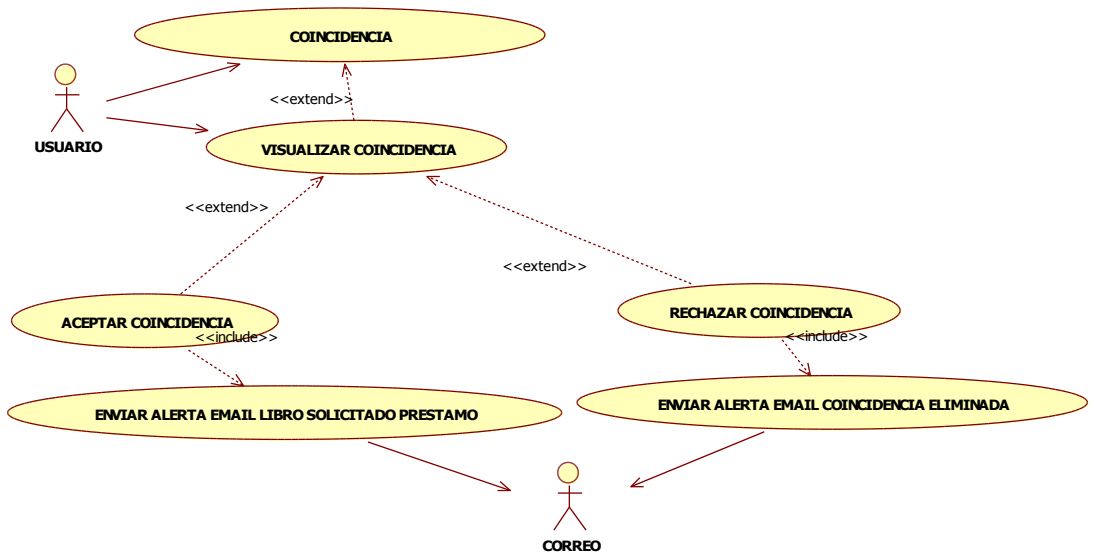 COINCIDENCIA
<<extend>>
USUARIO
VISUALIZAR COINCIDENCIA
<<extend>>
<<extend>>
ACEPTAR COINCIDENCIA
<<include>>
RECHAZAR COINCIDENCIA
<<include>>
ENVIAR ALERTA EMAIL LIBRO SOLICITADO PRESTAMO
ENVIAR ALERTA EMAIL COINCIDENCIA ELIMINADA
CORREO